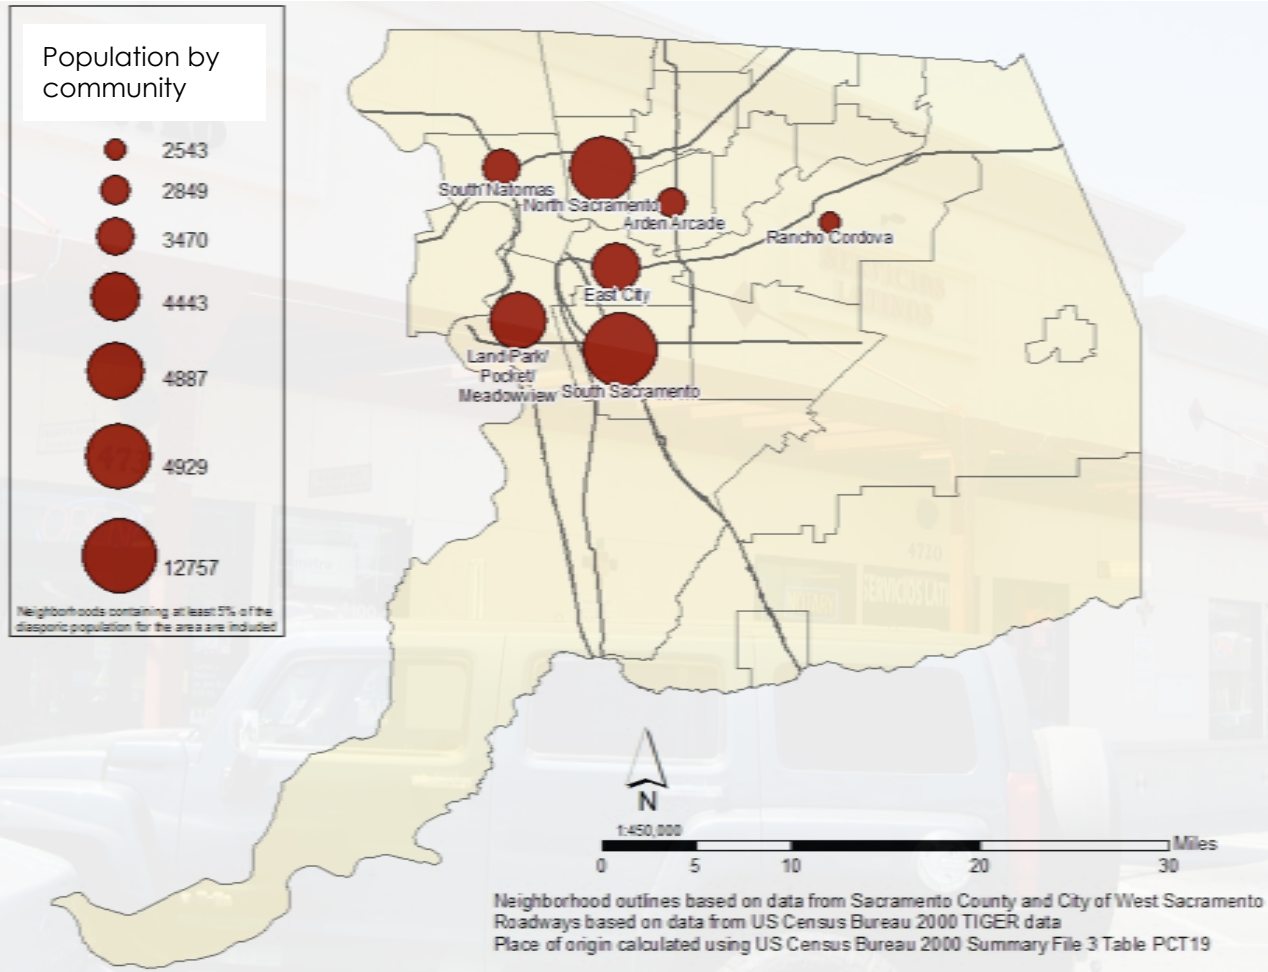 Population by
community
2543
2849
3470
4443
4887
4929
12757
Neighborhoods containing at least 5% of the
diasporic population for the area are included
South Natomas
North Sacramento
Arden Arcade
Rancho Cordova
East City
Land Park/
Pocket/
Meadowview
South Sacramento
4720
NOTARY
SERVICIOS LAT
N
1:450,000
Miles
0 5 10 20 30
Neighborhood outlines based on data from Sacramento County and City of West Sacramento
Roadways based on data from US Census Bureau 2000 TIGER data
Place of origin calculated using US Census Bureau 2000 Summary File 3 Table PCT19